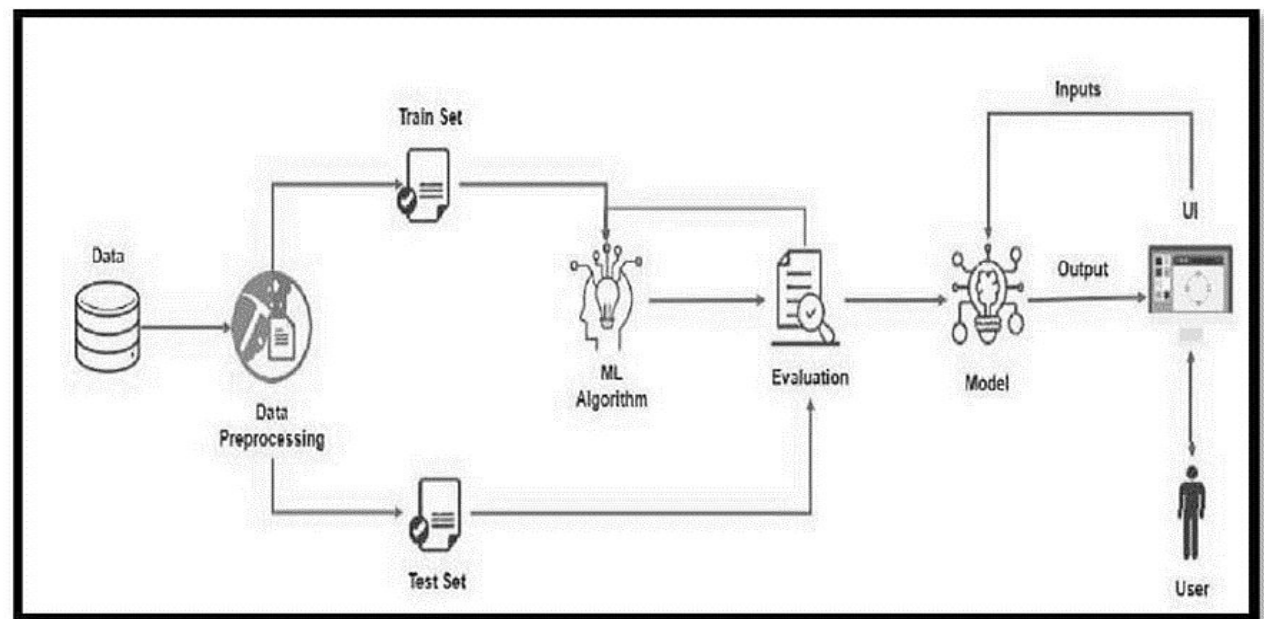 Data
Data
Preprocessing
Train Set
Test Set
ML
Algorithm
Evaluation
Model
Inputs
Output
UI
User